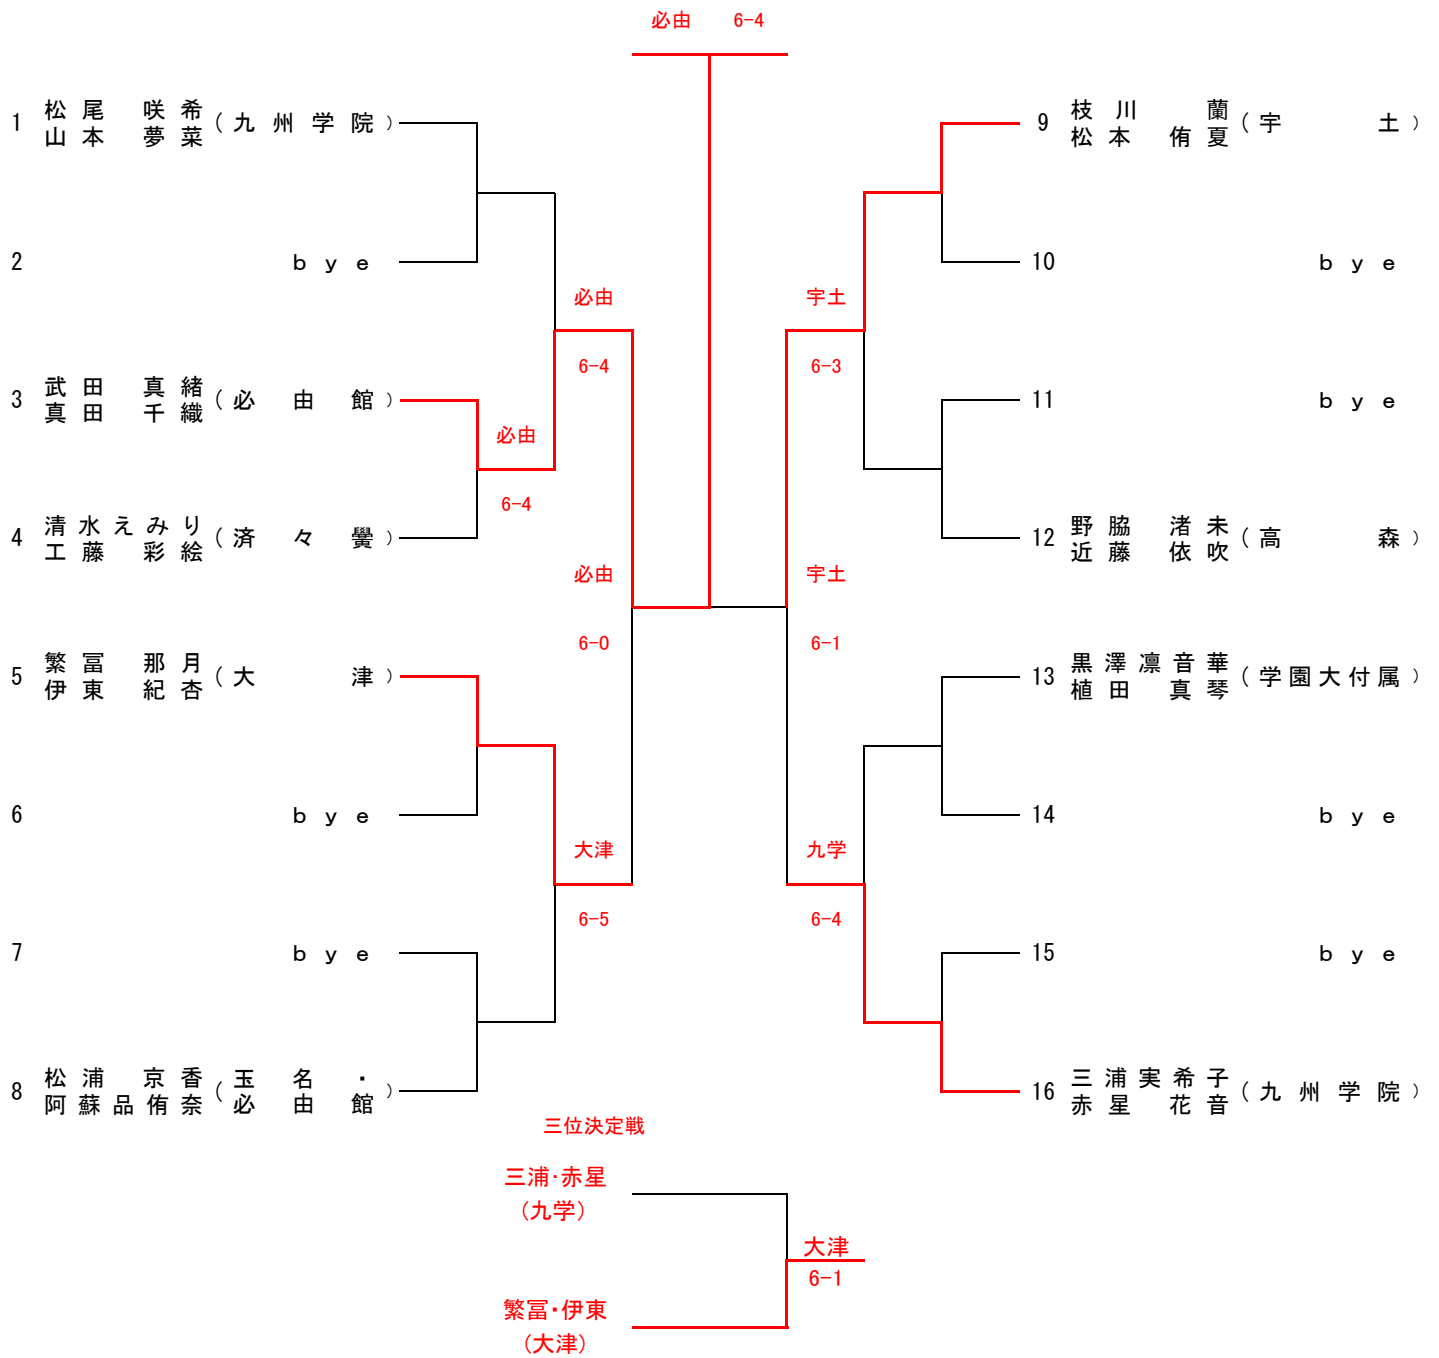 必由 6-4
1 松尾 咲希 (九州学院)
山本 夢菜
2 bye
必由
6-4
3 武田 真緒 (必由館)
真田 千織
必由
6-4
4 清水えみり (済々黌)
工藤 彩絵
必由
6-0
5 繁冨 那月 (大津)
伊東 紀杏
6 bye
大津
6-5
7 bye
8 松浦 京香 (玉名・
阿蘇品侑奈 必由館)
9 枝川 蘭 (宇土)
松本 侑夏
10 bye
宇土
6-3
11 bye
12 野脇 渚未 (高森)
近藤 依吹
宇土
6-1
13 黒澤凛音華 (学園大付属)
植田 真琴
14 bye
九学
6-4
15 bye
16 三浦実希子 (九州学院)
赤星 花音
三位決定戦
三浦・赤星
(九学)
大津
6-1
繁冨・伊東
(大津)